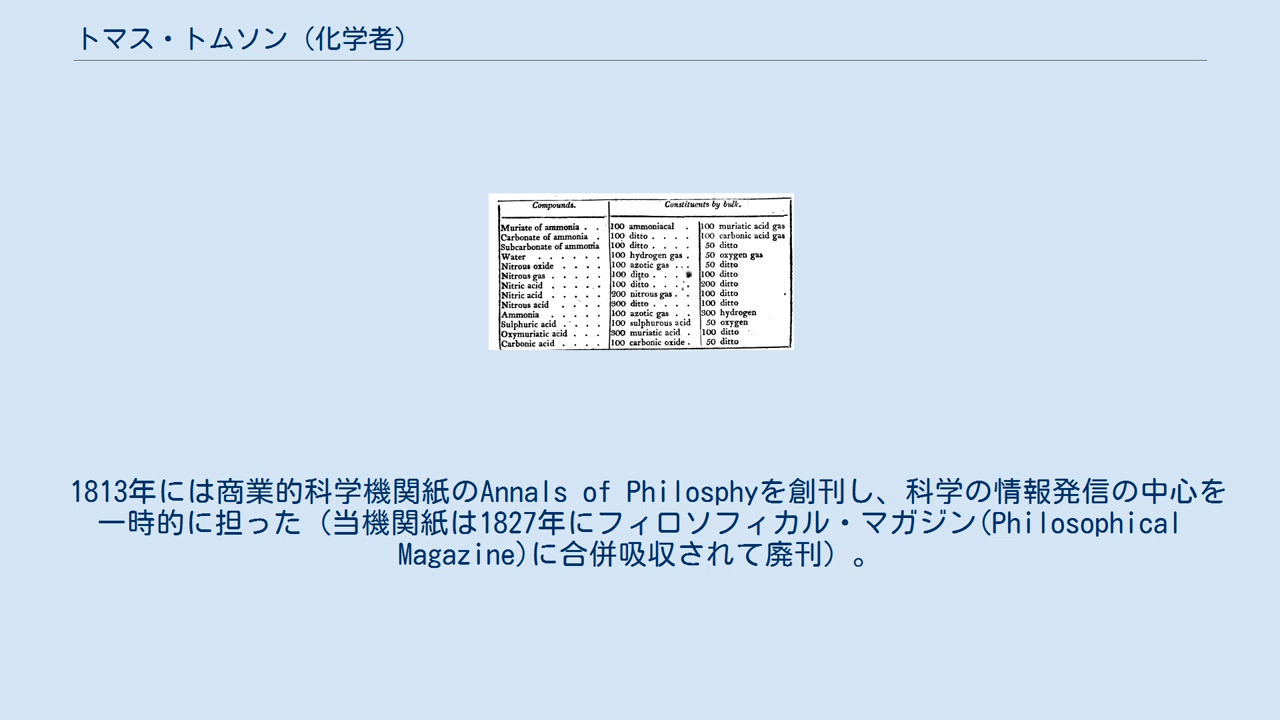 トマス・トムソン（化学者）
Compounds. Constituents by bulk.
Muriate of ammonia . . 100 ammoniacal . 100 muriatic acid gas
Carbonate of ammonia . 100 ditto . . . . 100 carbonic acid gas
Subcarbonate of ammonia 100 ditto . . . . 50 ditto
Water . . . . . . 100 hydrogen gas . 50 oxygen gas
Nitrous oxide . . . . 100 azotic gas . . . 50 ditto
Nitrous gas . . . . . 100 ditto . . . 100 ditto
Nitric acid . . . . . 100 ditto . . . . 200 ditto
Nitric acid . . . . . 200 nitrous gas . . 100 ditto
Nitrous acid . . . . 300 ditto . . . . 100 ditto
Ammonia . . . . . 100 azotic gas . . 300 hydrogen
Sulphuric acid . . . . 100 sulphurous acid 50 oxygen
Oxymuriatic acid . . . 300 muriatic acid . 100 ditto
Carbonic acid . . . . 100 carbonic oxide . 50 ditto
1813年には商業的科学機関紙のAnnals of Philosphyを創刊し、科学の情報発信の中心を
一時的に担った（当機関紙は1827年にフィロソフィカル・マガジン(Philosophical
Magazine)に合併吸収されて廃刊）。